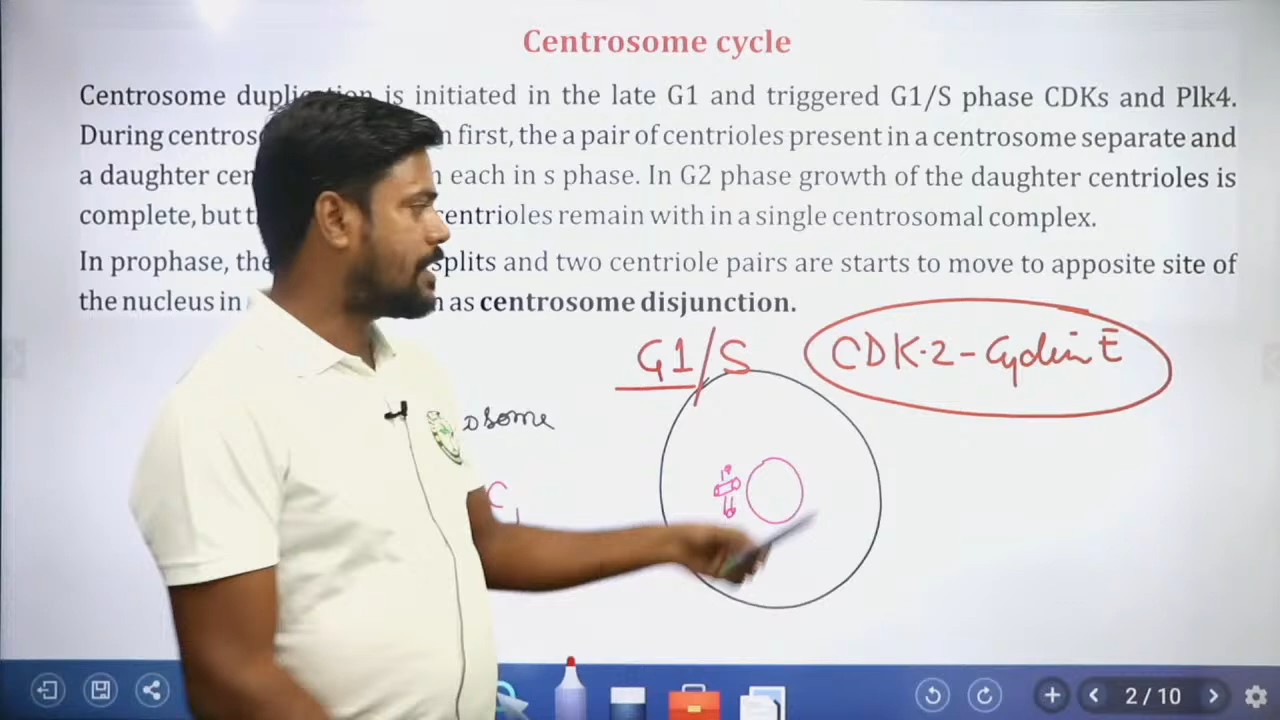 Centrosome cycle
Centrosome duplication is initiated in the late G1 and triggered G1/S phase CDKs and Plk4.
During centros n first, the a pair of centrioles present in a centrosome separate and
a daughter cen n each in s phase. In G2 phase growth of the daughter centrioles is
complete, but t centrioles remain with in a single centrosomal complex.
In prophase, the splits and two centriole pairs are starts to move to apposite site of
the nucleus in as centrosome disjunction.
G1/S
CDK·2-Cyclin E
osome
C
2/10